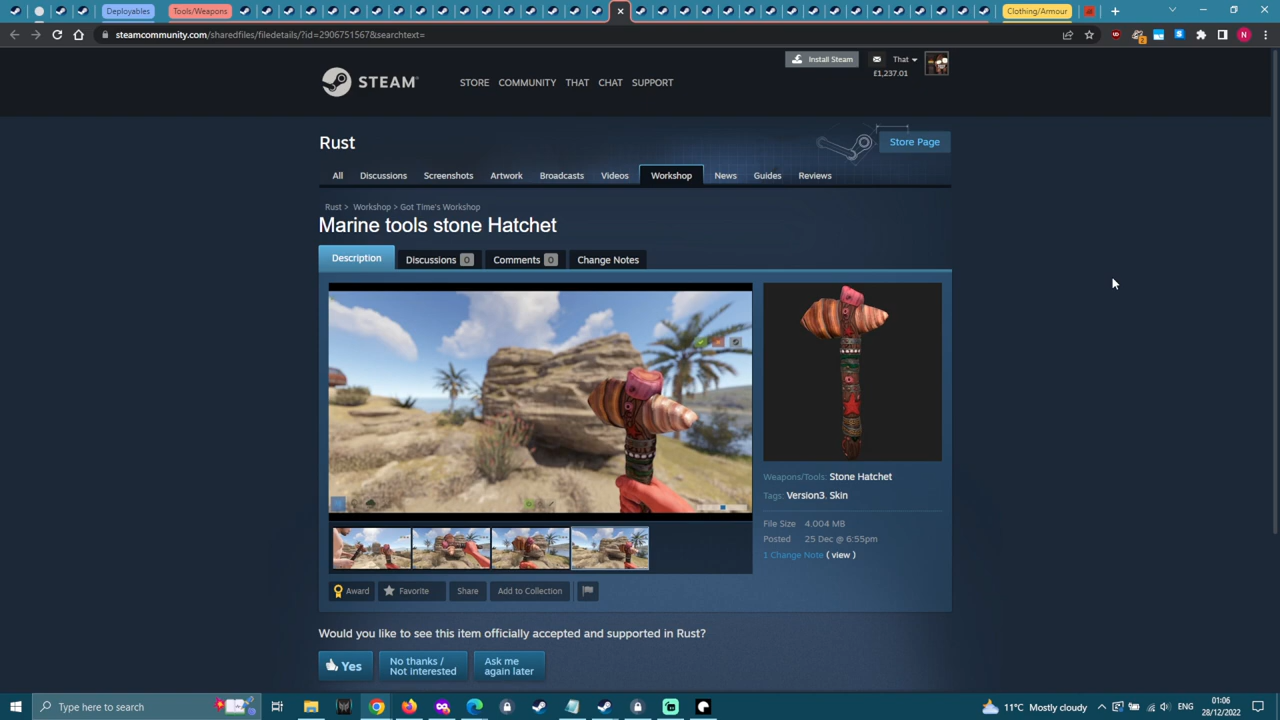 Deployables
Tools/Weapons
Clothing/Armour
steamcommunity.com/sharedfiles/filedetails/?id=2906751567&searchtext=
N
STEAM®
STORE COMMUNITY THAT CHAT SUPPORT
Install Steam
That
£1,237.01
Rust
Store Page
All Discussions Screenshots Artwork Broadcasts Videos Workshop News Guides Reviews
Rust > Workshop > Got Time's Workshop
Marine tools stone Hatchet
Description Discussions 0 Comments 0 Change Notes
Weapons/Tools: Stone Hatchet
Tags: Version3, Skin
File Size 4.004 MB
Posted 25 Dec @ 6:55pm
1 Change Note ( view )
Award Favorite Share Add to Collection
Would you like to see this item officially accepted and supported in Rust?
Yes
No thanks /
Not interested
Ask me
again later
Type here to search
11°C Mostly cloudy
ENG
01:06
28/12/2022